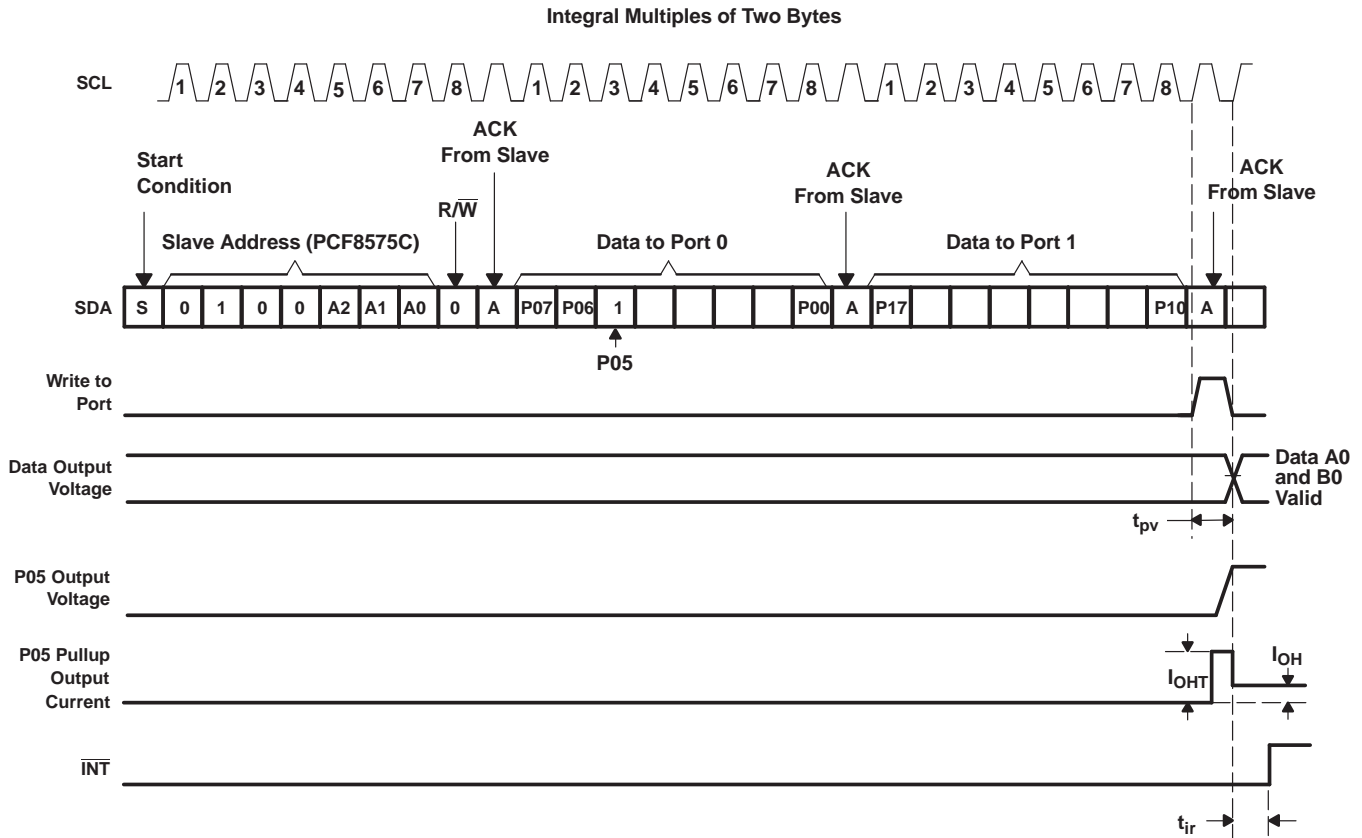 Integral Multiples of Two Bytes
SCL
1 2 3 4 5 6 7 8 1 2 3 4 5 6 7 8 1 2 3 4 5 6 7 8
Start
Condition
ACK
From Slave
R/W
ACK
From Slave
ACK
From Slave
Slave Address (PCF8575C)
Data to Port 0
Data to Port 1
SDA
S 0 1 0 0 A2 A1 A0 0 A P07 P06 1 P00 A P17 P10 A
P05
Write to
Port
Data Output
Voltage
Data A0
and B0
Valid
tpv
P05 Output
Voltage
P05 Pullup
Output
Current
IOHT
IOH
INT
tir